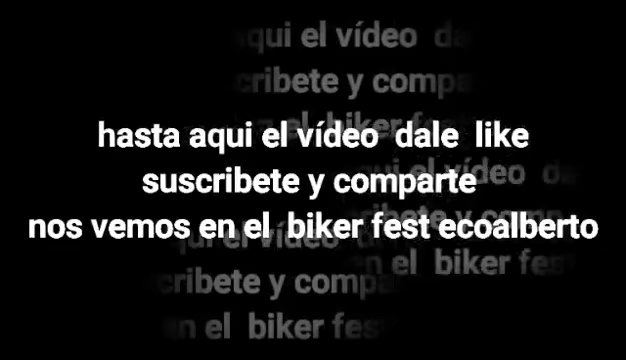 hasta aqui el vídeo dale like
suscribete y comparte
nos vemos en el biker fest ecoalberto